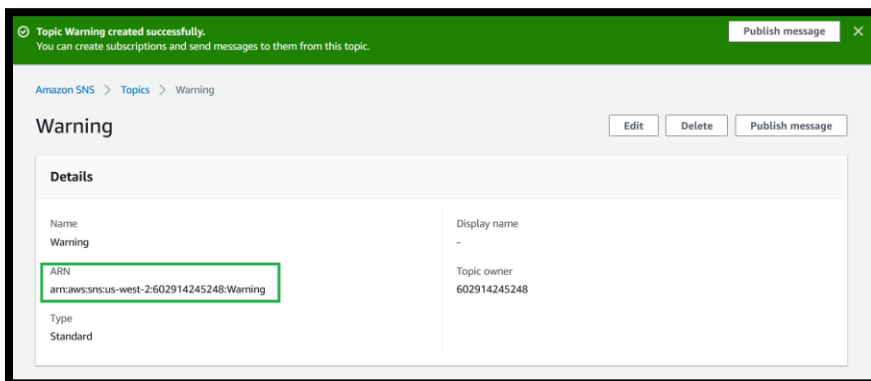 Topic Warning created successfully.
You can create subscriptions and send messages to them from this topic.
Publish message
Amazon SNS > Topics > Warning
Warning
Edit
Delete
Publish message
Details
Name
Warning
Display name
-
ARN
arn:aws:sns:us-west-2:602914245248:Warning
Topic owner
602914245248
Type
Standard